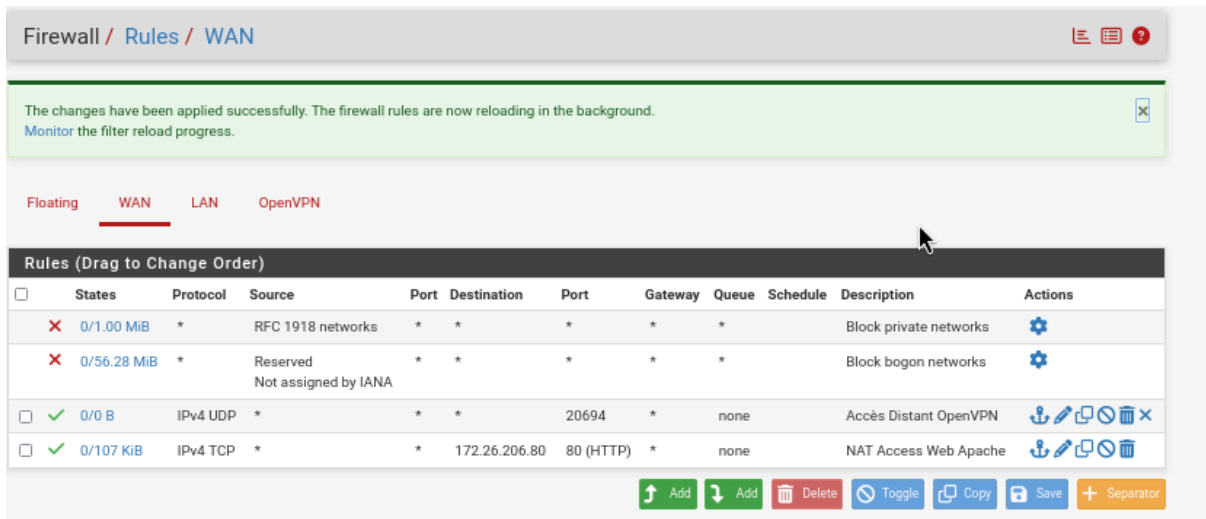 Firewall / Rules / WAN
The changes have been applied successfully. The firewall rules are now reloading in the background.
Monitor the filter reload progress.
Floating WAN LAN OpenVPN
Rules (Drag to Change Order)
States Protocol Source Port Destination Port Gateway Queue Schedule Description Actions
0/1.00 MiB * RFC 1918 networks * * * * * Block private networks
0/56.28 MiB * Reserved * * * * * Block bogon networks
Not assigned by IANA
0/0 B IPv4 UDP * * * 20694 * none Accès Distant OpenVPN
0/107 KiB IPv4 TCP * * 172.26.206.80 80 (HTTP) * none NAT Access Web Apache
Add Add Delete Toggle Copy Save Separator